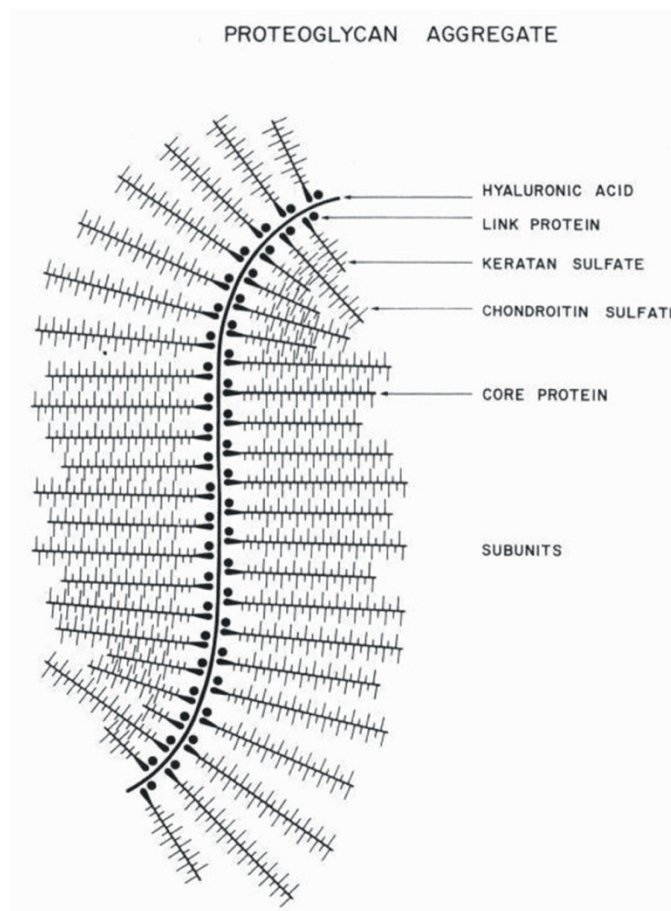 PROTEOGLYCAN AGGREGATE
HYALURONIC ACID
LINK PROTEIN
KERATAN SULFATE
CHONDROITIN SULFAT
CORE PROTEIN
SUBUNITS